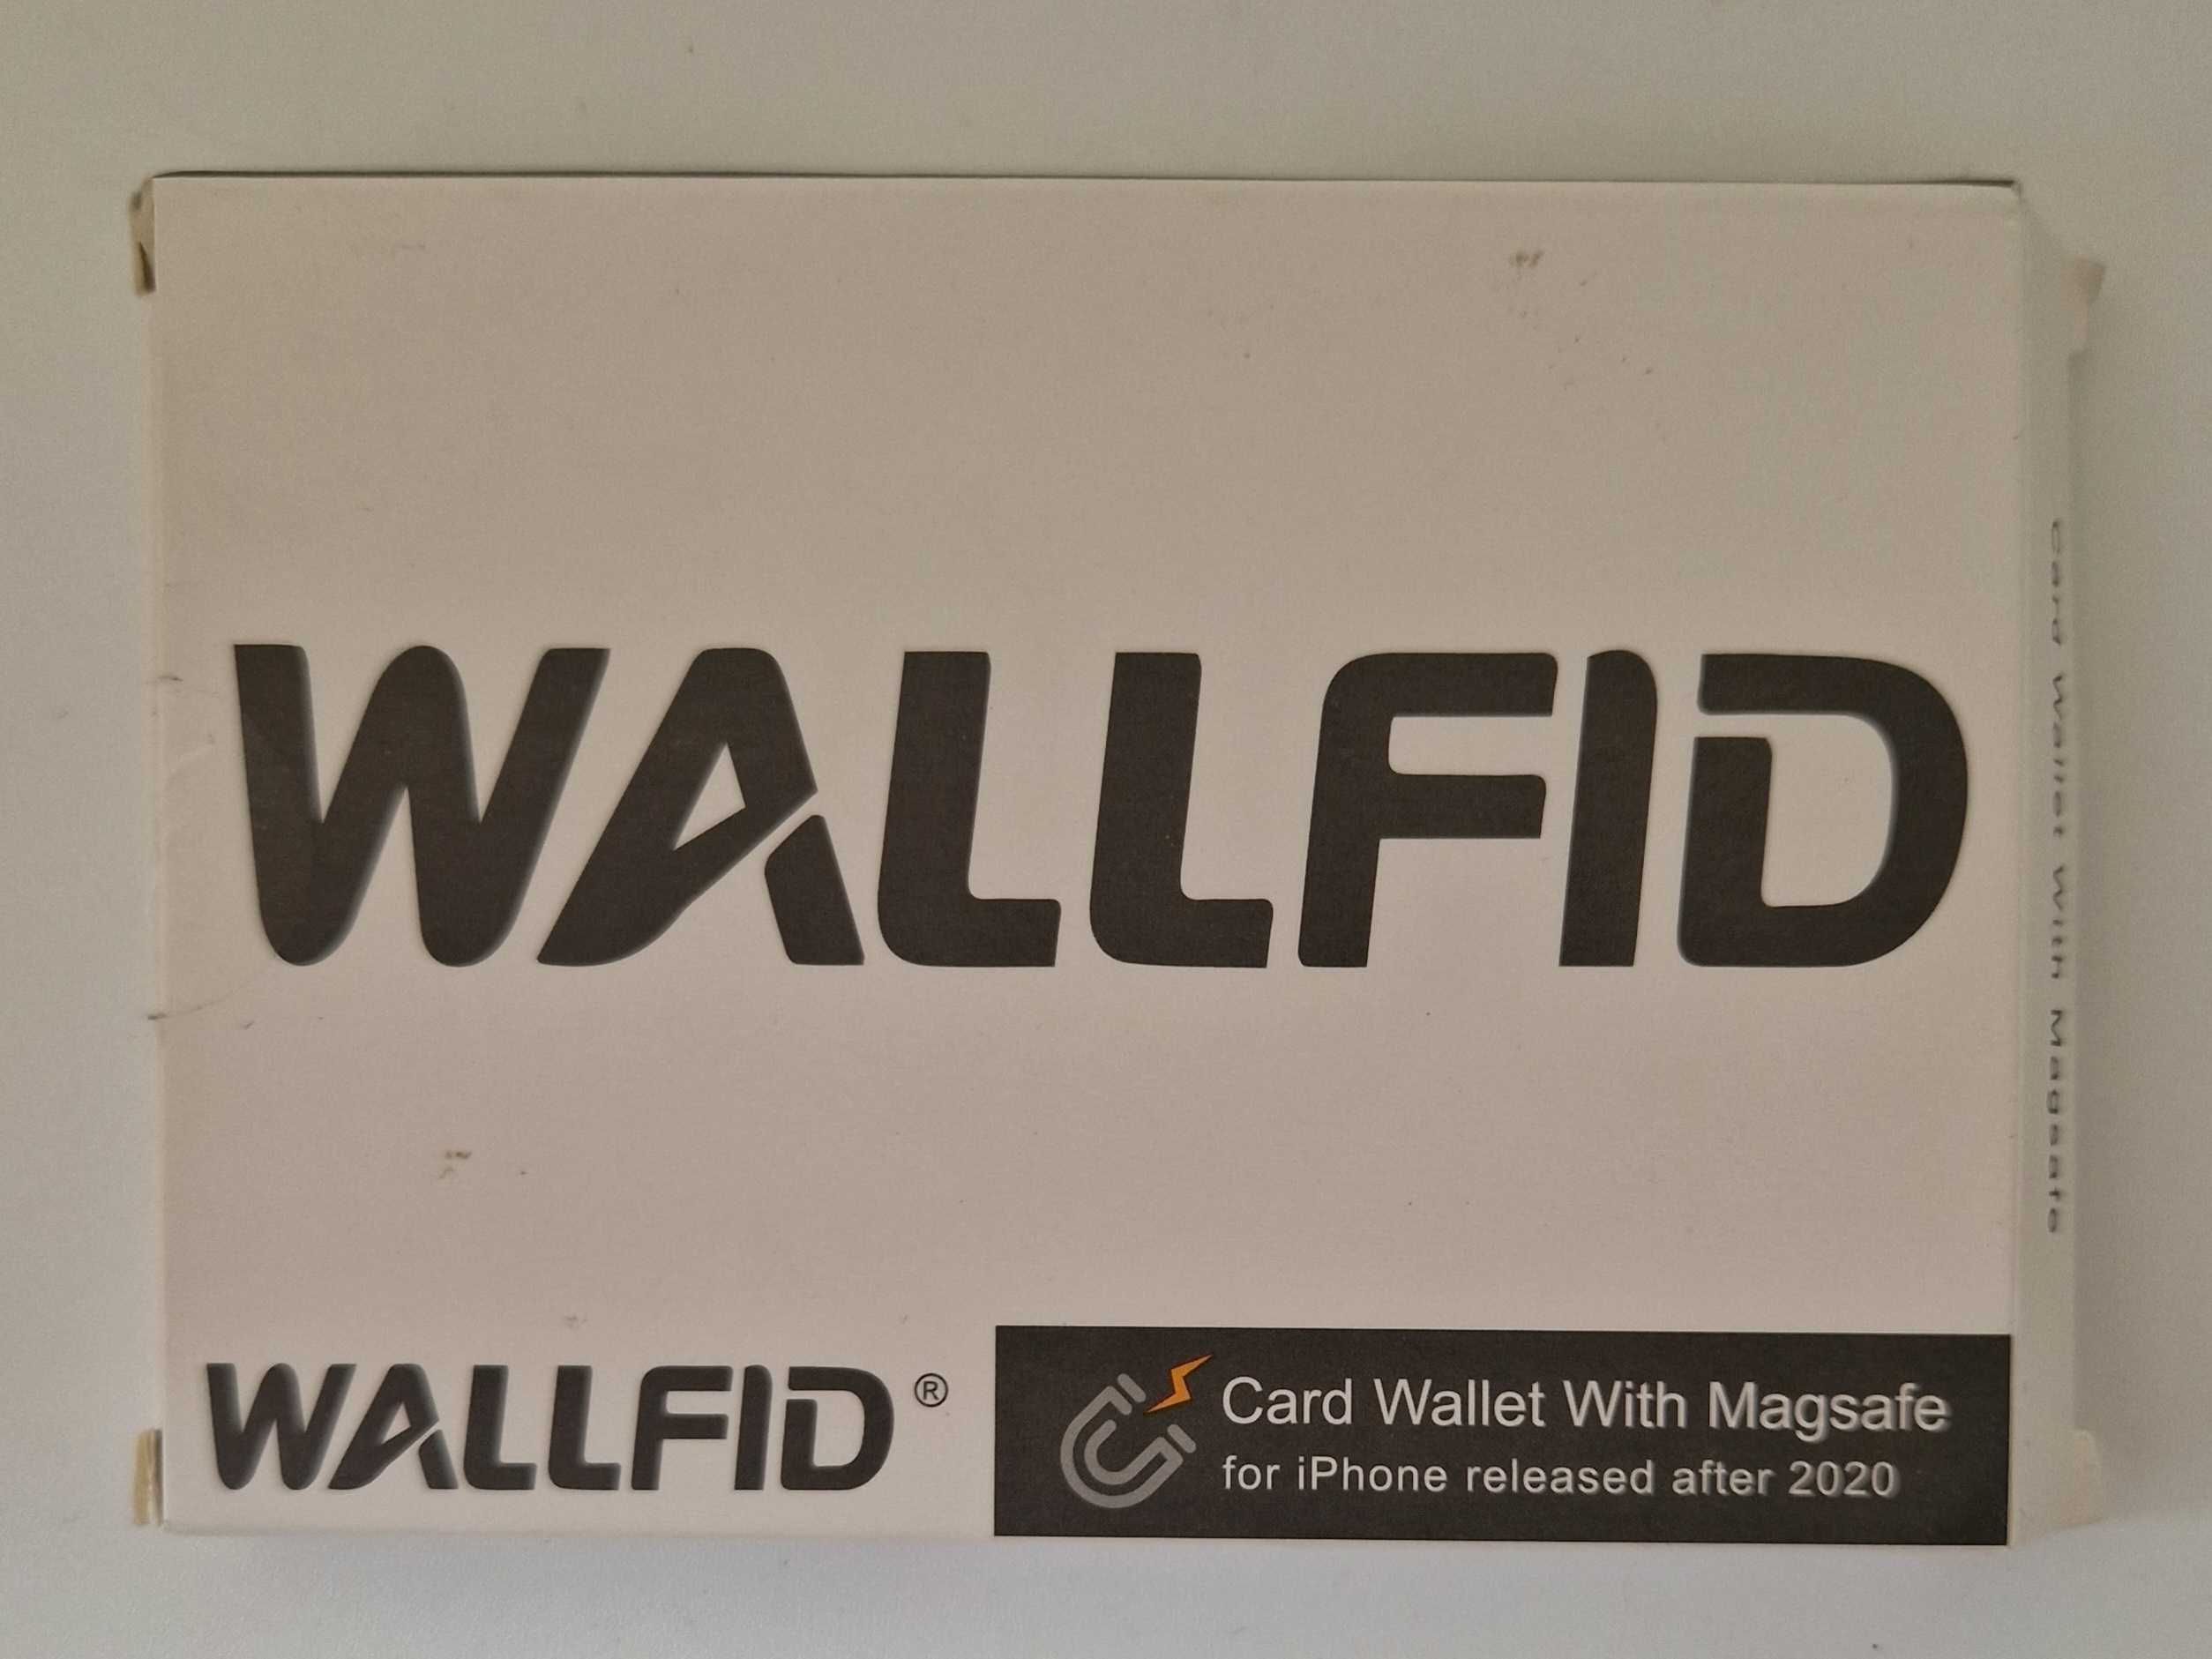 WALLFID
WALLFID®
Card Wallet With Magsafe
for iPhone released after 2020
Card Wallet With Magsafe